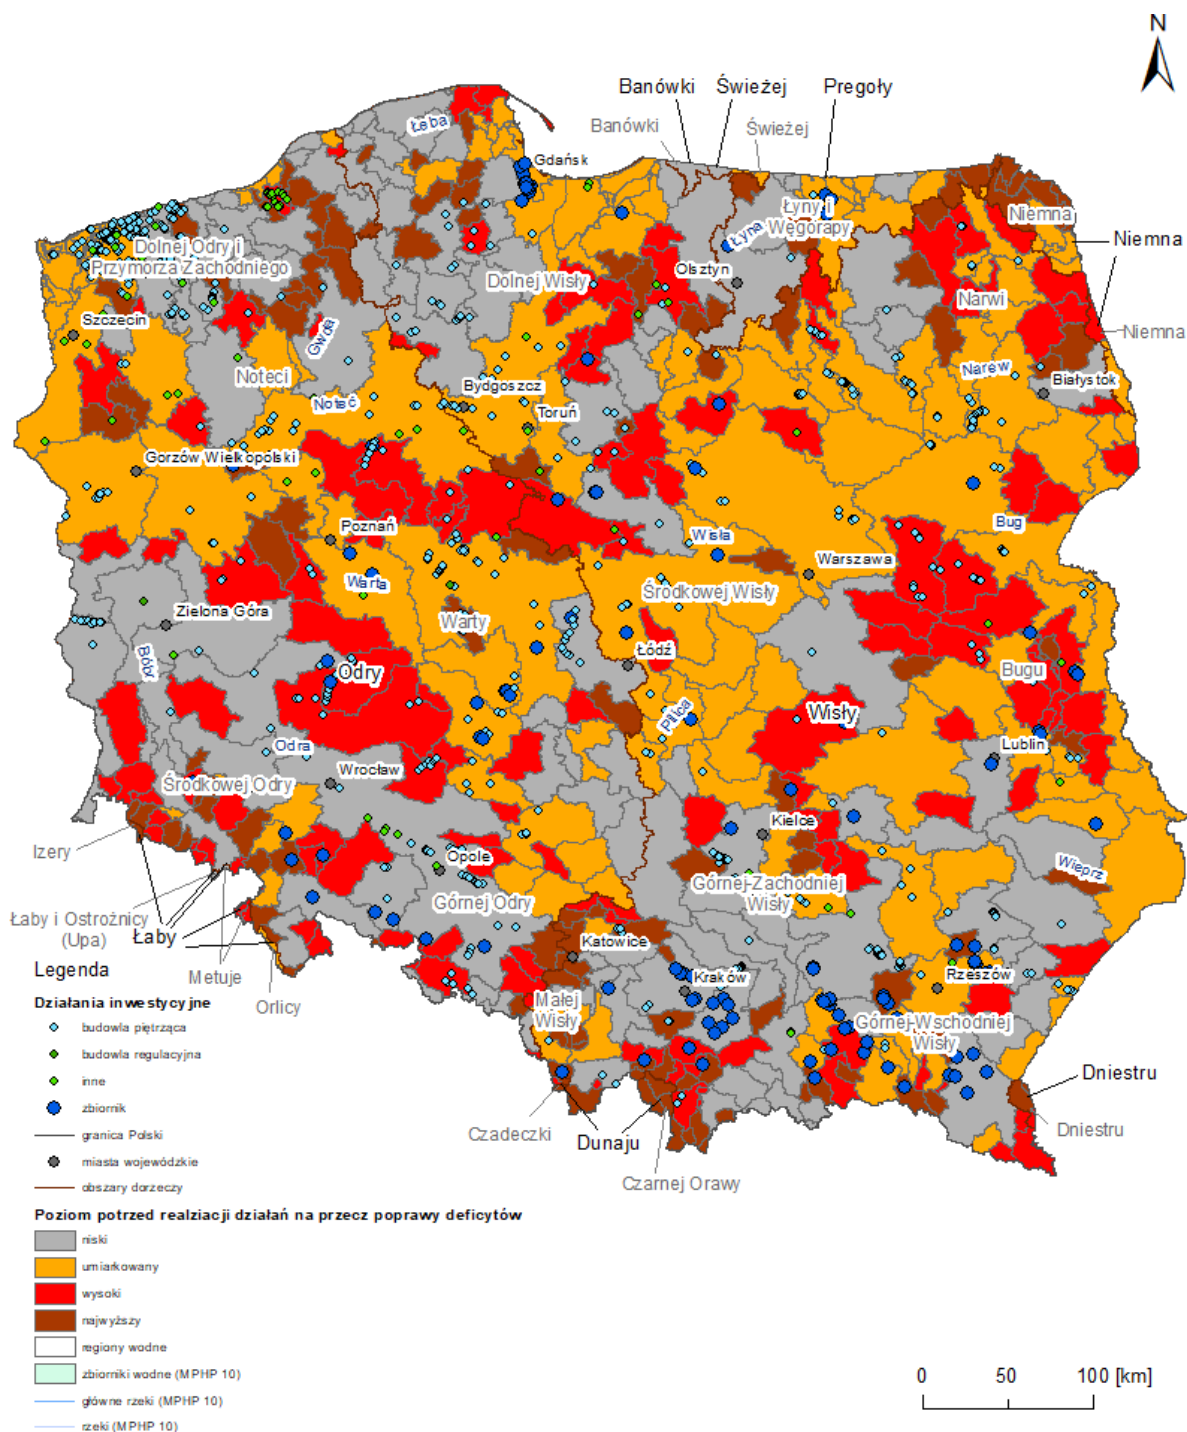 N
Banówki
Świeżej
Pregoły
Banówki
Świeżej
Łeba
Gdańsk
Łyny i
Węgorapy
Łyna
Niemna
Niemna
Dolnej Odry i
Przymorza Zachodniego
Dolnej Wisły
Olsztyn
Narwi
Niemna
Szczecin
Gwda
Noteci
Narew
Białystok
Bydgoszcz
Noteć
Toruń
Gorzów Wielkopolski
Poznań
Wisła
Bug
Warszawa
Warta
Środkowej Wisły
Zielona Góra
Warty
Bóbr
Łódź
Odry
Bugu
Pilica
Wisły
Odra
Lublin
Wrocław
Środkowej Odry
Kielce
Izery
Opole
Wieprz
Górnej-Zachodniej
Wisły
Górnej Odry
Łaby i Ostrożnicy
(Upa)
Łaby
Katowice
Metuje
Kraków
Rzeszów
Orlicy
Małej
Wisły
Górnej-Wschodniej
Wisły
Dniestru
Czadeczki
Dunaju
Dniestru
Czarnej Orawy
Legenda
Działania inwestycyjne
budowla piętrząca
budowla regulacyjna
inne
zbiornik
granica Polski
miasta wojewódzkie
obszary dorzeczy
Poziom potrzed realziacji działań na przecz poprawy deficytów
niski
umiarkowany
wysoki
najwyższy
regiony wodne
zbiorniki wodne (MPHP 10)
główne rzeki (MPHP 10)
rzeki (MPHP 10)
0 50 100 [km]